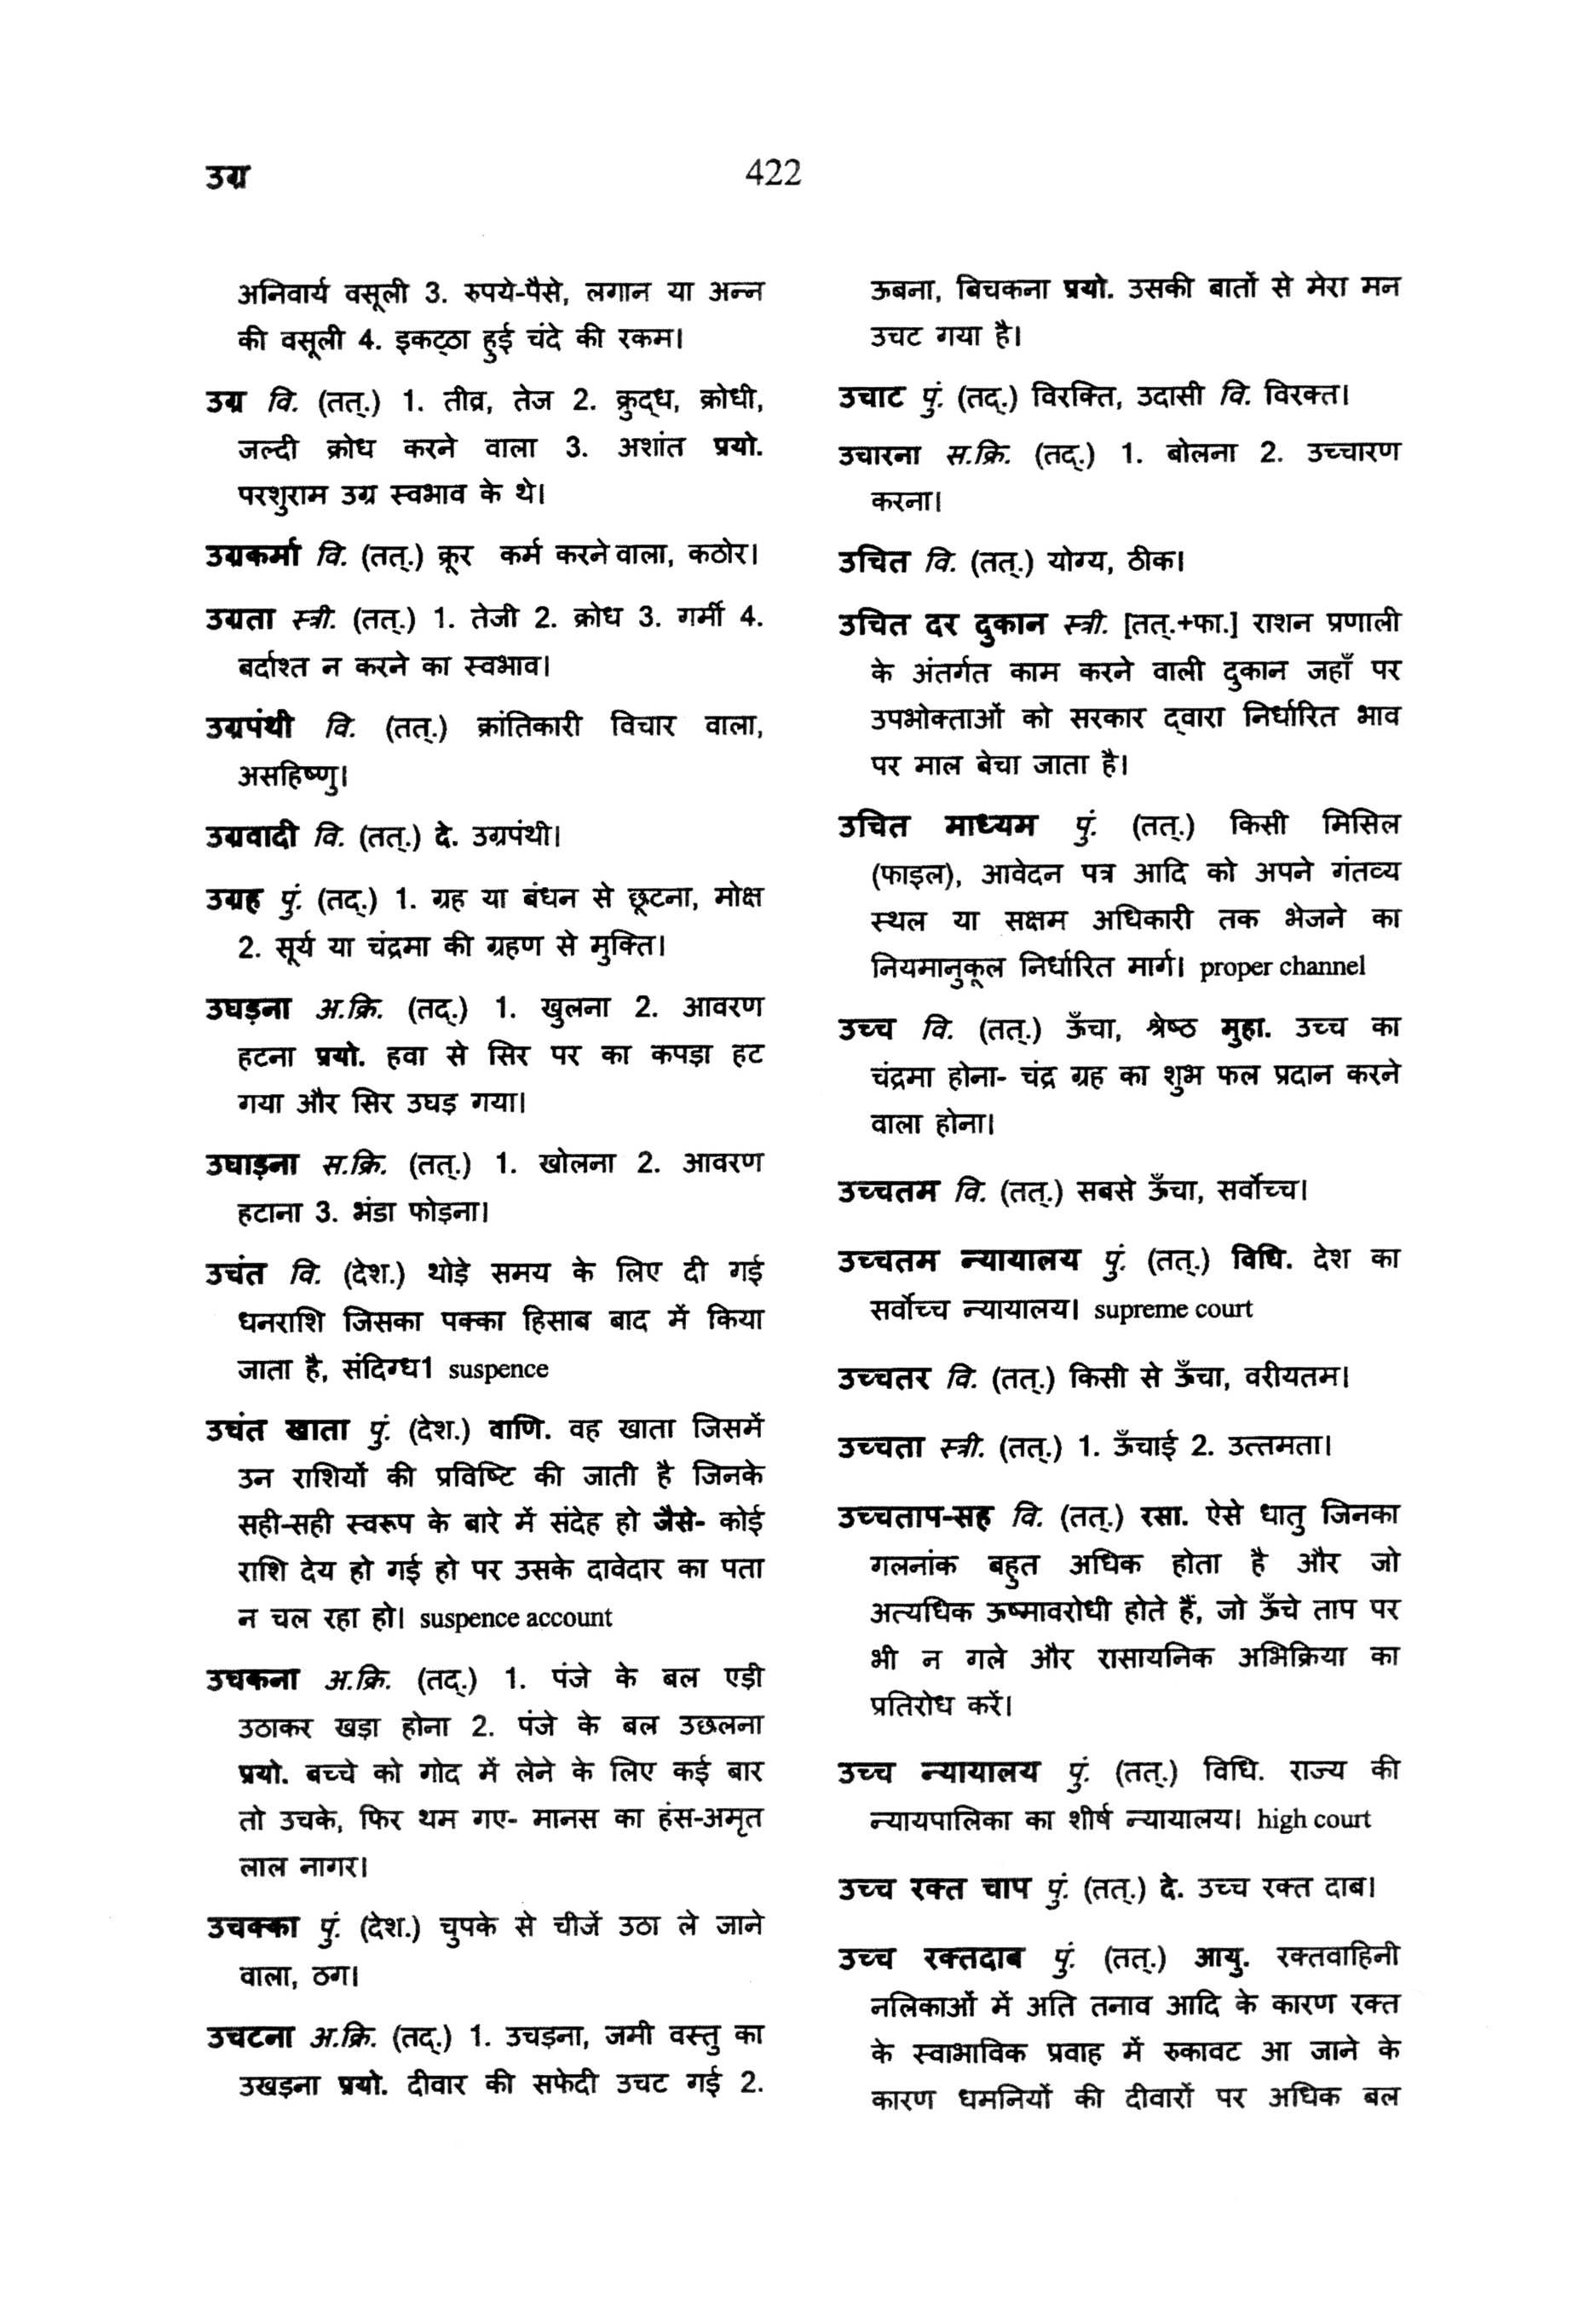 उग्र
422
अनिवार्य वसूली 3. रुपये-पैसे, लगान या अन्न
की वसूली 4. इकट्ठा हुई चंदे की रकम।
उग्र वि. (तत्.) 1. तीव्र, तेज 2. क्रुद्ध, क्रोधी,
जल्दी क्रोध करने वाला 3. अशांत प्रयो.
परशुराम उग्र स्वभाव के थे।
उग्रकर्मा वि. (तत्.) क्रूर कर्म करने वाला, कठोर।
उग्रता स्त्री. (तत्.) 1. तेजी 2. क्रोध 3. गर्मी 4.
बर्दाश्त न करने का स्वभाव।
उग्रपंथी वि. (तत्.) क्रांतिकारी विचार वाला,
असहिष्णु।
उग्रवादी वि. (तत्.) दे. उग्रपंथी।
उग्रह पुं. (तद्.) 1. ग्रह या बंधन से छूटना, मोक्ष
2. सूर्य या चंद्रमा की ग्रहण से मुक्ति।
उघड़ना अ.क्रि. (तद्.) 1. खुलना 2. आवरण
हटना प्रयो. हवा से सिर पर का कपड़ा हट
गया और सिर उघड़ गया।
उघाड़ना स.क्रि. (तत्.) 1. खोलना 2. आवरण
हटाना 3. भंडा फोड़ना।
उचंत वि. (देश.) थोड़े समय के लिए दी गई
धनराशि जिसका पक्का हिसाब बाद में किया
जाता है, संदिग्ध1 suspence
उचंत खाता पुं. (देश.) वाणि. वह खाता जिसमें
उन राशियों की प्रविष्टि की जाती है जिनके
सही-सही स्वरूप के बारे में संदेह हो जैसे- कोई
राशि देय हो गई हो पर उसके दावेदार का पता
न चल रहा हो। suspence account
उचकना अ.क्रि. (तद्.) 1. पंजे के बल एड़ी
उठाकर खड़ा होना 2. पंजे के बल उछलना
प्रयो. बच्चे को गोद में लेने के लिए कई बार
तो उचके, फिर थम गए- मानस का हंस-अमृत
लाल नागर।
उचक्का पुं. (देश.) चुपके से चीजें उठा ले जाने
वाला, ठग।
उचटना अ.क्रि. (तद्.) 1. उचड़ना, जमी वस्तु का
उखड़ना प्रयो. दीवार की सफेदी उचट गई 2.
ऊबना, बिचकना प्रयो. उसकी बातों से मेरा मन
उचट गया है।
उचाट पुं. (तद्.) विरक्ति, उदासी वि. विरक्त।
उचारना स.क्रि. (तद्.) 1. बोलना 2. उच्चारण
करना।
उचित वि. (तत्.) योग्य, ठीक।
उचित दर दुकान स्त्री. [तत्.+फा.] राशन प्रणाली
के अंतर्गत काम करने वाली दुकान जहाँ पर
उपभोक्ताओं को सरकार द्वारा निर्धारित भाव
पर माल बेचा जाता है।
उचित माध्यम पुं. (तत्.) किसी मिसिल
(फाइल), आवेदन पत्र आदि को अपने गंतव्य
स्थल या सक्षम अधिकारी तक भेजने का
नियमानुकूल निर्धारित मार्ग। proper channel
उच्च वि. (तत्.) ऊँचा, श्रेष्ठ मुहा. उच्च का
चंद्रमा होना- चंद्र ग्रह का शुभ फल प्रदान करने
वाला होना।
उच्चतम वि. (तत्.) सबसे ऊँचा, सर्वोच्च।
उच्चतम न्यायालय पुं. (तत्.) विधि. देश का
सर्वोच्च न्यायालय। supreme court
उच्चतर वि. (तत्.) किसी से ऊँचा, वरीयतम।
उच्चता स्त्री. (तत्.) 1. ऊँचाई 2. उत्तमता।
उच्चताप-सह वि. (तत्.) रसा. ऐसे धातु जिनका
गलनांक बहुत अधिक होता है और जो
अत्यधिक ऊष्मावरोधी होते हैं, जो ऊँचे ताप पर
भी न गले और रासायनिक अभिक्रिया का
प्रतिरोध करें।
उच्च न्यायालय पुं. (तत्.) विधि. राज्य की
न्यायपालिका का शीर्ष न्यायालय। high court
उच्च रक्त चाप पुं. (तत्.) दे. उच्च रक्त दाब।
उच्च रक्तदाब पुं. (तत्.) आयु. रक्तवाहिनी
नलिकाओं में अति तनाव आदि के कारण रक्त
के स्वाभाविक प्रवाह में रुकावट आ जाने के
कारण धमनियों की दीवारों पर अधिक बल